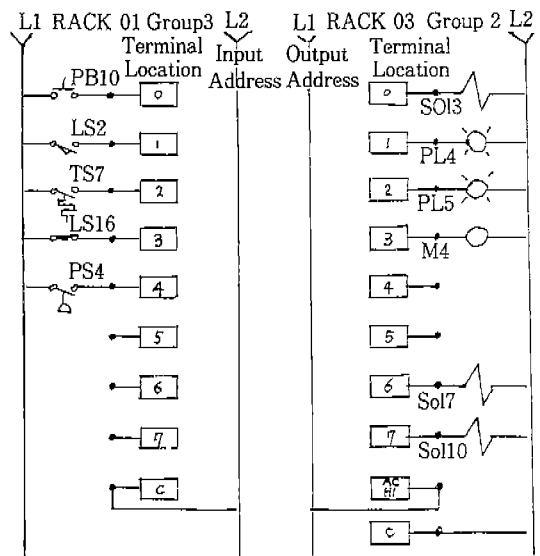 L1 RACK 01 Group3 L2
Terminal Location
Input Address
PB10
0
LS2
1
TS7
2
LS16
3
PS4
4
5
6
7
C
L1 RACK 03 Group 2 L2
Output Address
Terminal Location
0
SOl3
1
PL4
2
PL5
3
M4
4
5
6
Sol7
7
Sol10
AC HI
C